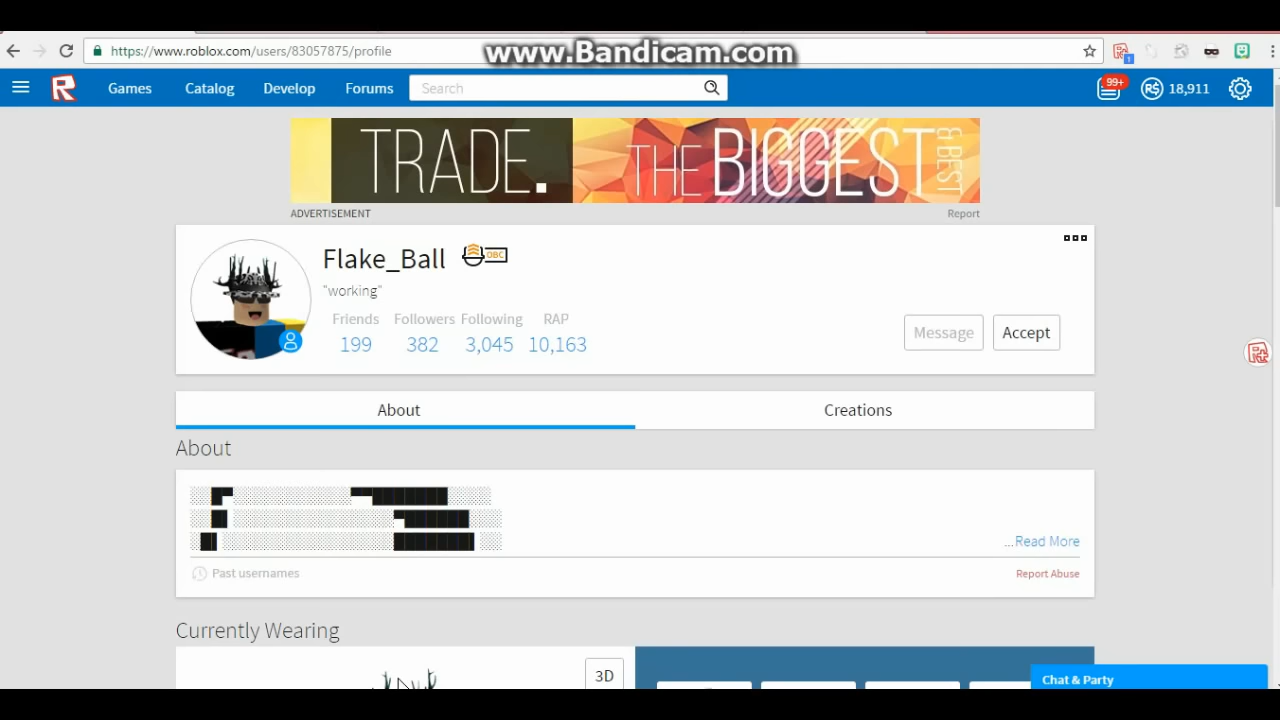 https://www.roblox.com/users/83057875/profile
www.Bandicam.com
1
Games Catalog Develop Forums Search 99+ R$ 18,911
TRADE. THE BIGGEST & BEST
ADVERTISEMENT Report
Flake_Ball OBC
"working"
Friends Followers Following RAP
199 382 3,045 10,163
Message Accept
About Creations
About
░░█▀░░░░░░░░░░░▀▀███████░░░░
░░█▌░░░░░░░░░░░░░░░▀██████░░░
░█▌░░░░░░░░░░░░░░░░███████▌░░
...Read More
Past usernames Report Abuse
Currently Wearing
3D
Chat & Party